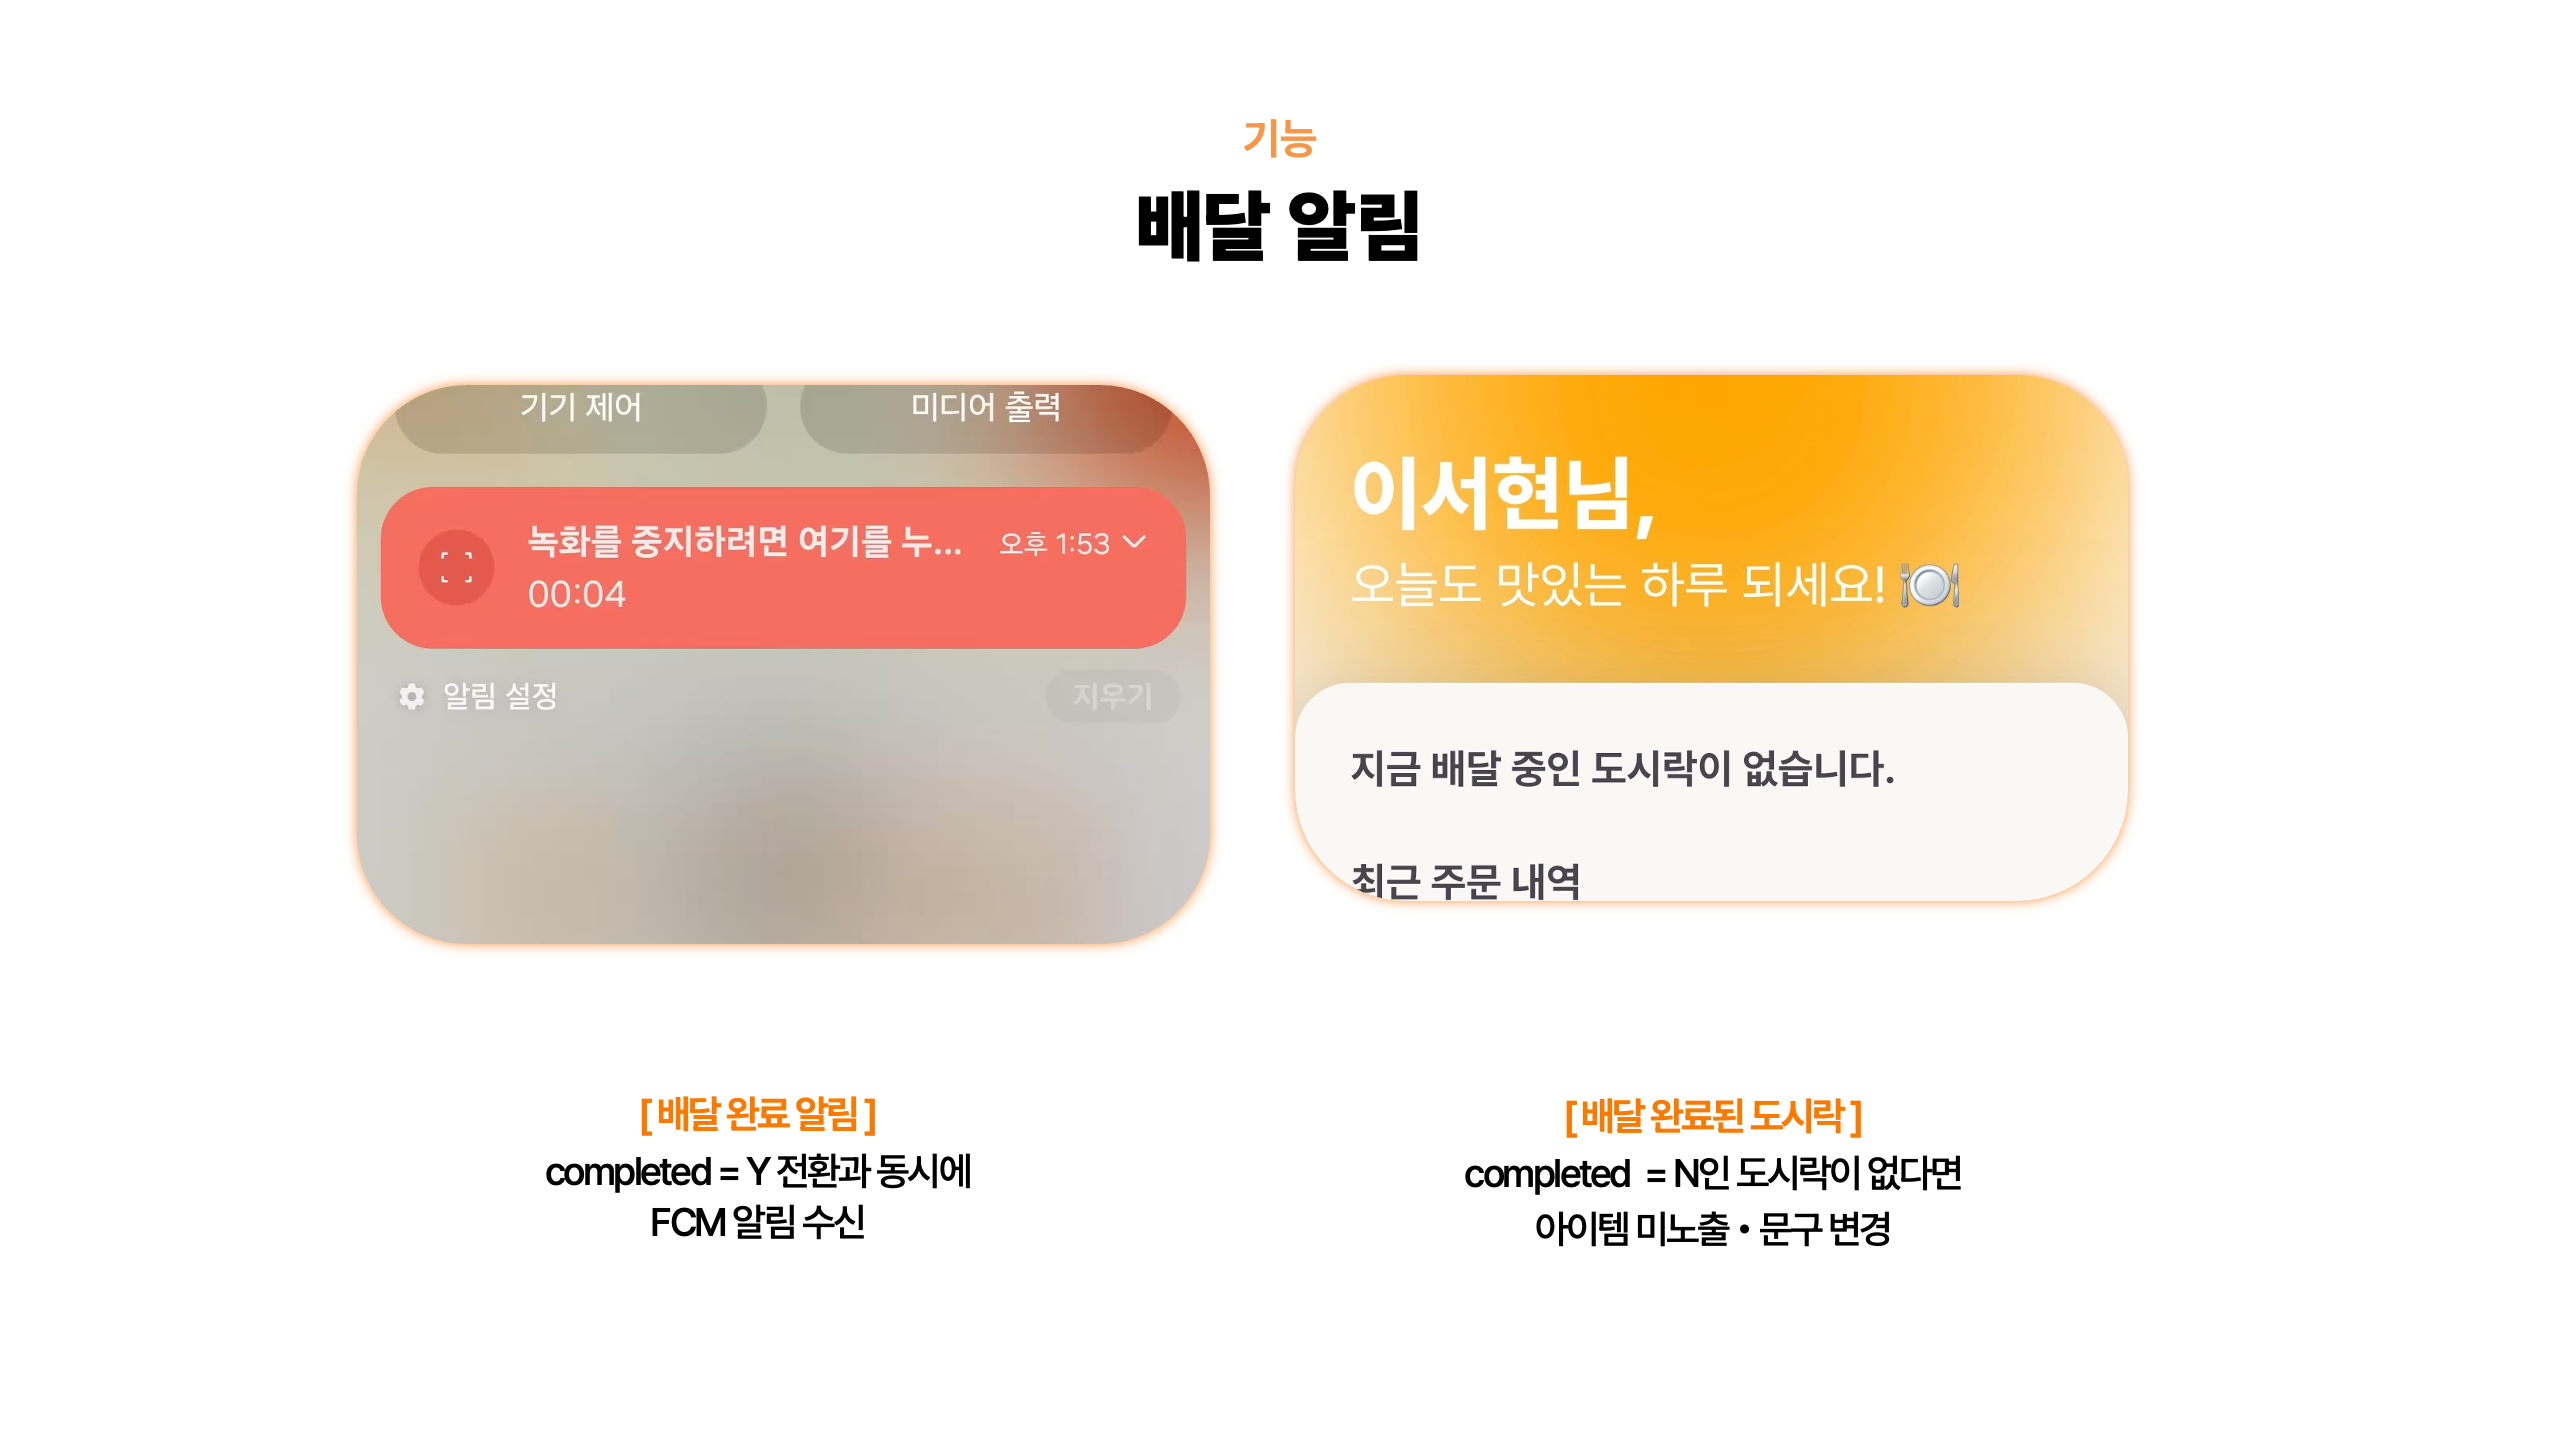 기능
배달 알림
기기 제어
미디어 출력
녹화를 중지하려면 여기를 누... 오후 1:53
00:04
알림 설정
지우기
이서현님,
오늘도 맛있는 하루 되세요! 🍽️
지금 배달 중인 도시락이 없습니다.
최근 주문 내역
[ 배달 완료 알림 ]
completed = Y 전환과 동시에
FCM 알림 수신
[ 배달 완료된 도시락 ]
completed = N인 도시락이 없다면
아이템 미노출 • 문구 변경